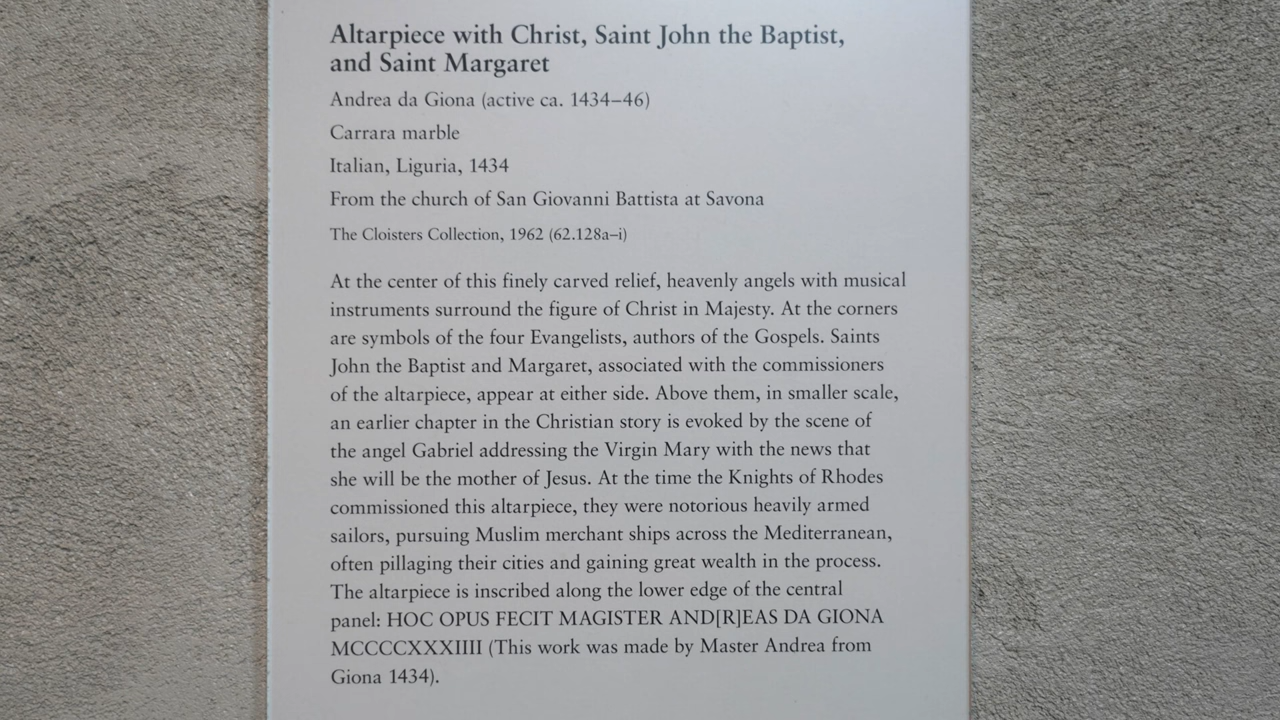 Altarpiece with Christ, Saint John the Baptist,
and Saint Margaret
Andrea da Giona (active ca. 1434–46)
Carrara marble
Italian, Liguria, 1434
From the church of San Giovanni Battista at Savona
The Cloisters Collection, 1962 (62.128a–i)
At the center of this finely carved relief, heavenly angels with musical
instruments surround the figure of Christ in Majesty. At the corners
are symbols of the four Evangelists, authors of the Gospels. Saints
John the Baptist and Margaret, associated with the commissioners
of the altarpiece, appear at either side. Above them, in smaller scale,
an earlier chapter in the Christian story is evoked by the scene of
the angel Gabriel addressing the Virgin Mary with the news that
she will be the mother of Jesus. At the time the Knights of Rhodes
commissioned this altarpiece, they were notorious heavily armed
sailors, pursuing Muslim merchant ships across the Mediterranean,
often pillaging their cities and gaining great wealth in the process.
The altarpiece is inscribed along the lower edge of the central
panel: HOC OPUS FECIT MAGISTER AND[R]EAS DA GIONA
MCCCCXXXIIII (This work was made by Master Andrea from
Giona 1434).